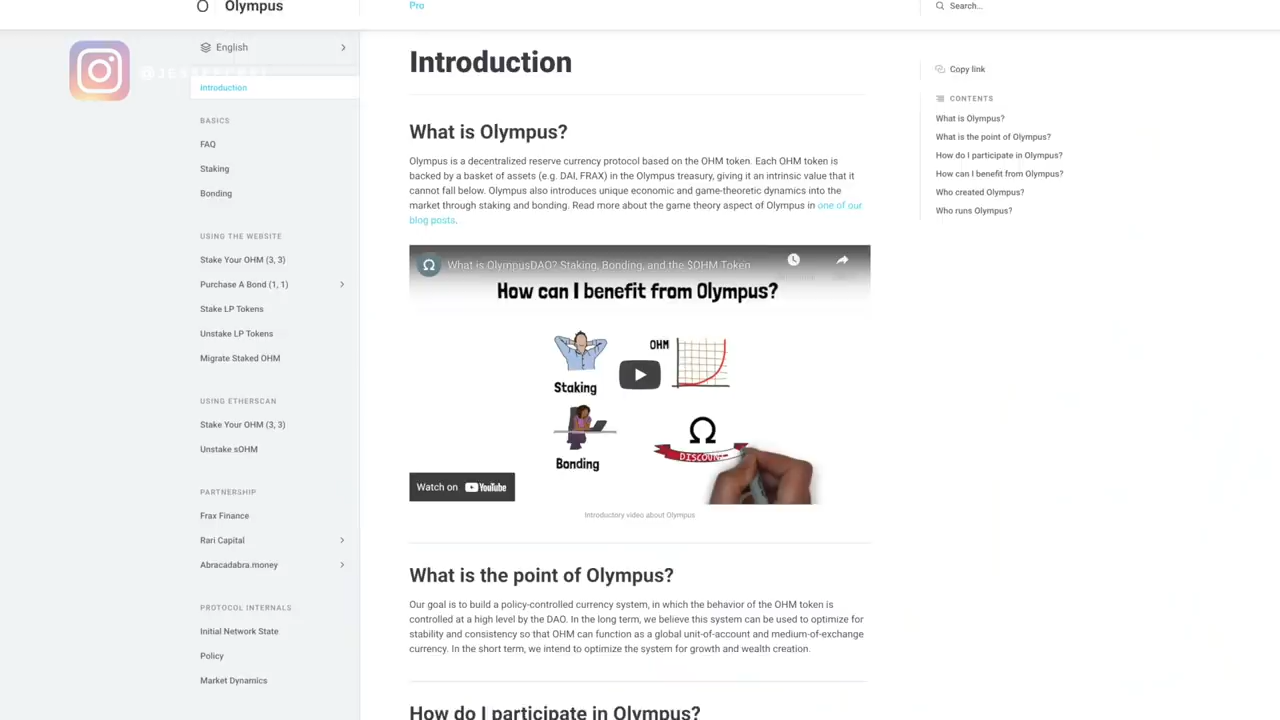 Olympus
Pro
Search...
English
Introduction
BASICS
FAQ
Staking
Bonding
USING THE WEBSITE
Stake Your OHM (3, 3)
Purchase A Bond (1, 1)
Stake LP Tokens
Unstake LP Tokens
Migrate Staked OHM
USING ETHERSCAN
Stake Your OHM (3, 3)
Unstake sOHM
PARTNERSHIP
Frax Finance
Rari Capital
Abracadabra.money
PROTOCOL INTERNALS
Initial Network State
Policy
Market Dynamics
Introduction
What is Olympus?
Olympus is a decentralized reserve currency protocol based on the OHM token. Each OHM token is
backed by a basket of assets (e.g. DAI, FRAX) in the Olympus treasury, giving it an intrinsic value that it
cannot fall below. Olympus also introduces unique economic and game-theoretic dynamics into the
market through staking and bonding. Read more about the game theory aspect of Olympus in one of our
blog posts.
What is OlympusDAO? Staking, Bonding, and the $OHM Token
How can I benefit from Olympus?
OHM
Staking
Bonding
DISCOUNT
Watch on YouTube
Introductory video about Olympus
What is the point of Olympus?
Our goal is to build a policy-controlled currency system, in which the behavior of the OHM token is
controlled at a high level by the DAO. In the long term, we believe this system can be used to optimize for
stability and consistency so that OHM can function as a global unit-of-account and medium-of-exchange
currency. In the short term, we intend to optimize the system for growth and wealth creation.
How do I participate in Olympus?
Copy link
CONTENTS
What is Olympus?
What is the point of Olympus?
How do I participate in Olympus?
How can I benefit from Olympus?
Who created Olympus?
Who runs Olympus?